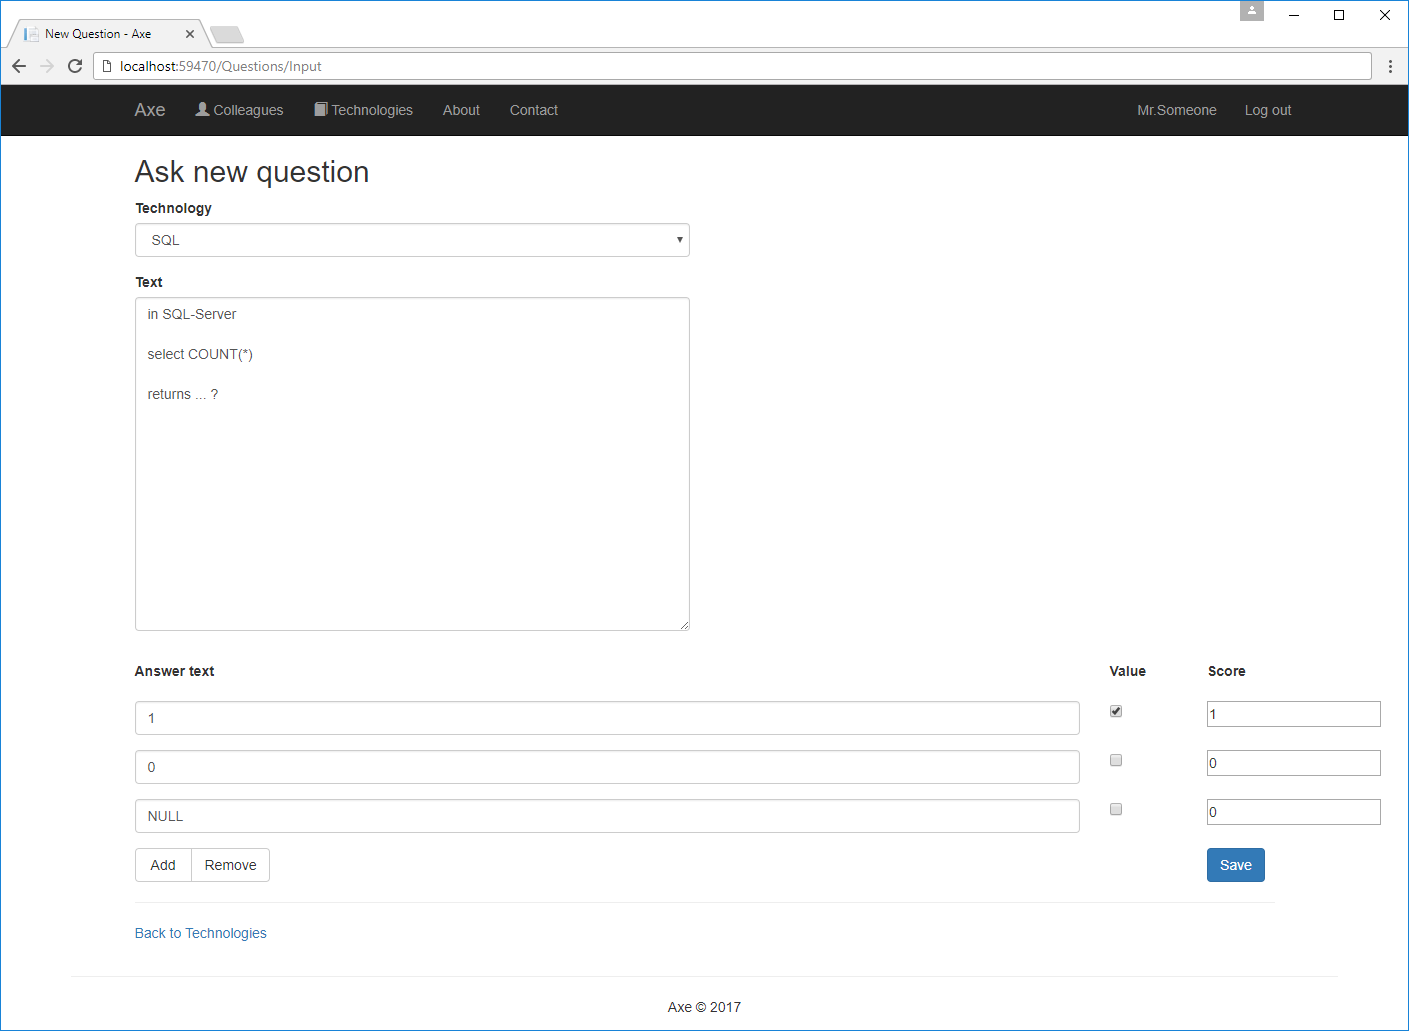 New Question - Axe
localhost:59470/Questions/Input
Axe Colleagues Technologies About Contact Mr.Someone Log out
Ask new question
Technology
SQL
Text
in SQL-Server
select COUNT(*)
returns ... ?
Answer text Value Score
1 1
0 0
NULL 0
Add Remove Save
Back to Technologies
Axe © 2017